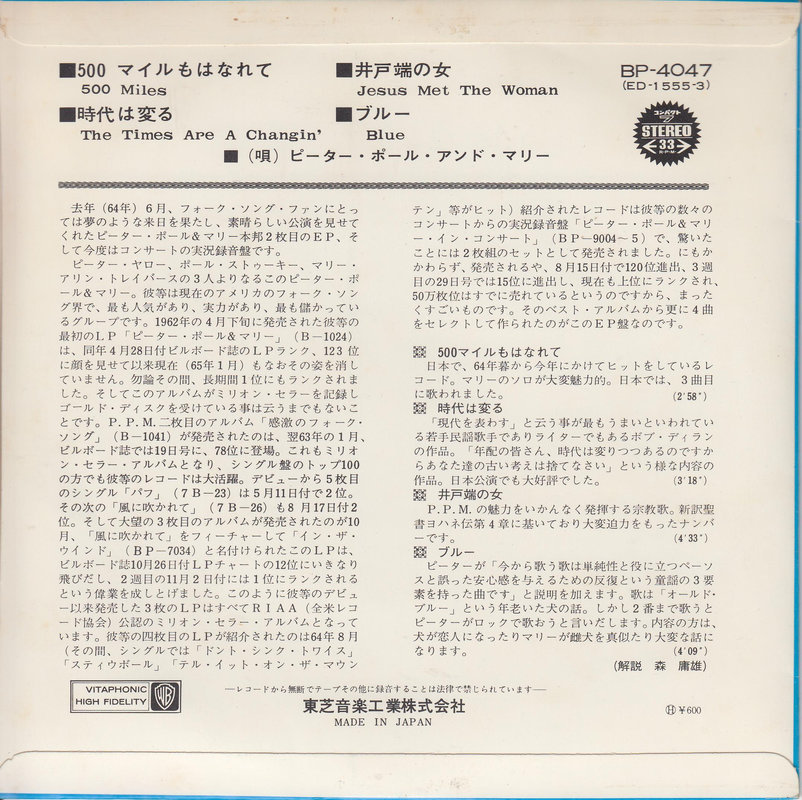 ■500 マイルもはなれて
500 Miles
■井戸端の女
Jesus Met The Woman
■時代は変る
The Times Are A Changin'
■ブルー
Blue
■（唄）ピーター・ポール・アンド・マリー
BP-4047
(ED-1555-3)
コンパクト
STEREO
33
R.P.M.
去年（64年）6月、フォーク・ソング・ファンにとっ
ては夢のような来日を果たし、素晴らしい公演を見せて
くれたピーター・ポール&マリー本邦2枚目のEP、そ
して今度はコンサートの実況録音盤です。
ピーター・ヤロー、ポール・ストゥーキー、マリー・
アリン・トレイバースの3人よりなるこのピーター・ポ
ール&マリー。彼等は現在のアメリカのフォーク・ソン
グ界で、最も人気があり、実力があり、最も儲かってい
るグループです。1962年の4月下旬に発売された彼等の
最初のLP「ピーター・ポール&マリー」（B－1024）
は、同年4月28日付ビルボード誌のLPランク、123位
に顔を見せて以来現在（65年1月）もなおその姿を消し
ていません。勿論その間、長期間1位にもランクされま
した。そしてこのアルバムがミリオン・セラーを記録し
ゴールド・ディスクを受けている事は云うまでもないこ
とです。P.P.M.二枚目のアルバム「感激のフォーク・
ソング」（B－1041）が発売されたのは、翌63年の1月、
ビルボード誌では19日号に、78位に登場。これもミリオ
ン・セラー・アルバムとなり、シングル盤のトップ100
の方でも彼等のレコードは大活躍。デビューから5枚目
のシングル「パフ」（7B－23）は5月11日付で2位。
その次の「風に吹かれて」（7B－26）も8月17日付2
位。そして大望の3枚目のアルバムが発売されたのが10
月、「風に吹かれて」をフィーチャーして「イン・ザ・
ウインド」（BP－7034）と名付けられたこのLPは、
ビルボード誌10月26日付LPチャートの12位にいきなり
飛びだし、2週目の11月2日付には1位にランクされる
という偉業を成しとげました。このように彼等のデビュ
ー以来発売した3枚のLPはすべてRIAA（全米レコ
ード協会）公認のミリオン・セラー・アルバムとなって
います。彼等の四枚目のLPが紹介されたのは64年8月
（その間、シングルでは「ドント・シンク・トワイス」
「スティウボール」「テル・イット・オン・ザ・マウン
テン」等がヒット）紹介されたレコードは彼等の数々の
コンサートからの実況録音盤「ピーター・ポール&マリ
ー・イン・コンサート」（BP－9004～5）で、驚いた
ことには2枚組のセットとして発売されました。にもか
かわらず、発売されるや、8月15日付で120位進出、3週
目の29日号では15位に進出し、現在も上位にランクされ、
50万枚位はすでに売れているというのですから、まった
くすごいものです。そのベスト・アルバムから更に4曲
をセレクトして作られたのがこのEP盤なのです。
500マイルもはなれて
日本で、64年暮から今年にかけてヒットをしているレ
コード。マリーのソロが大変魅力的。日本では、3曲目
に歌われました。
(2'58")
時代は変る
「現代を表わす」と云う事が最もうまいといわれてい
る若手民謡歌手でありライターでもあるボブ・ディラン
の作品。「年配の皆さん、時代は変りつつあるのですか
らあなた達の古い考えは捨てなさい」という様な内容の
作品。日本公演でも大好評でした。
(3'18")
井戸端の女
P.P.M.の魅力をいかんなく発揮する宗教歌。新訳聖
書ヨハネ伝第4章に基いており大変迫力をもったナンバ
ーです。
(4'33")
ブルー
ピーターが「今から歌う歌は単純性と役に立つペーソ
スと誤った安心感を与えるための反復という童謡の3要
素を持った曲です」と説明を加えます。歌は「オールド・
ブルー」という年老いた犬の話。しかし2番まで歌うと
ピーターがロックで歌おうと言いだします。内容の方は、
犬が恋人になったりマリーが雌犬を真似たり大変な話に
なります。
(4'09")
（解説 森 庸雄）
VITAPHONIC
HIGH FIDELITY
WB
―レコードから無断でテープその他に録音することは法律で禁じられています―
東芝音楽工業株式会社
MADE IN JAPAN
Ⓗ¥600